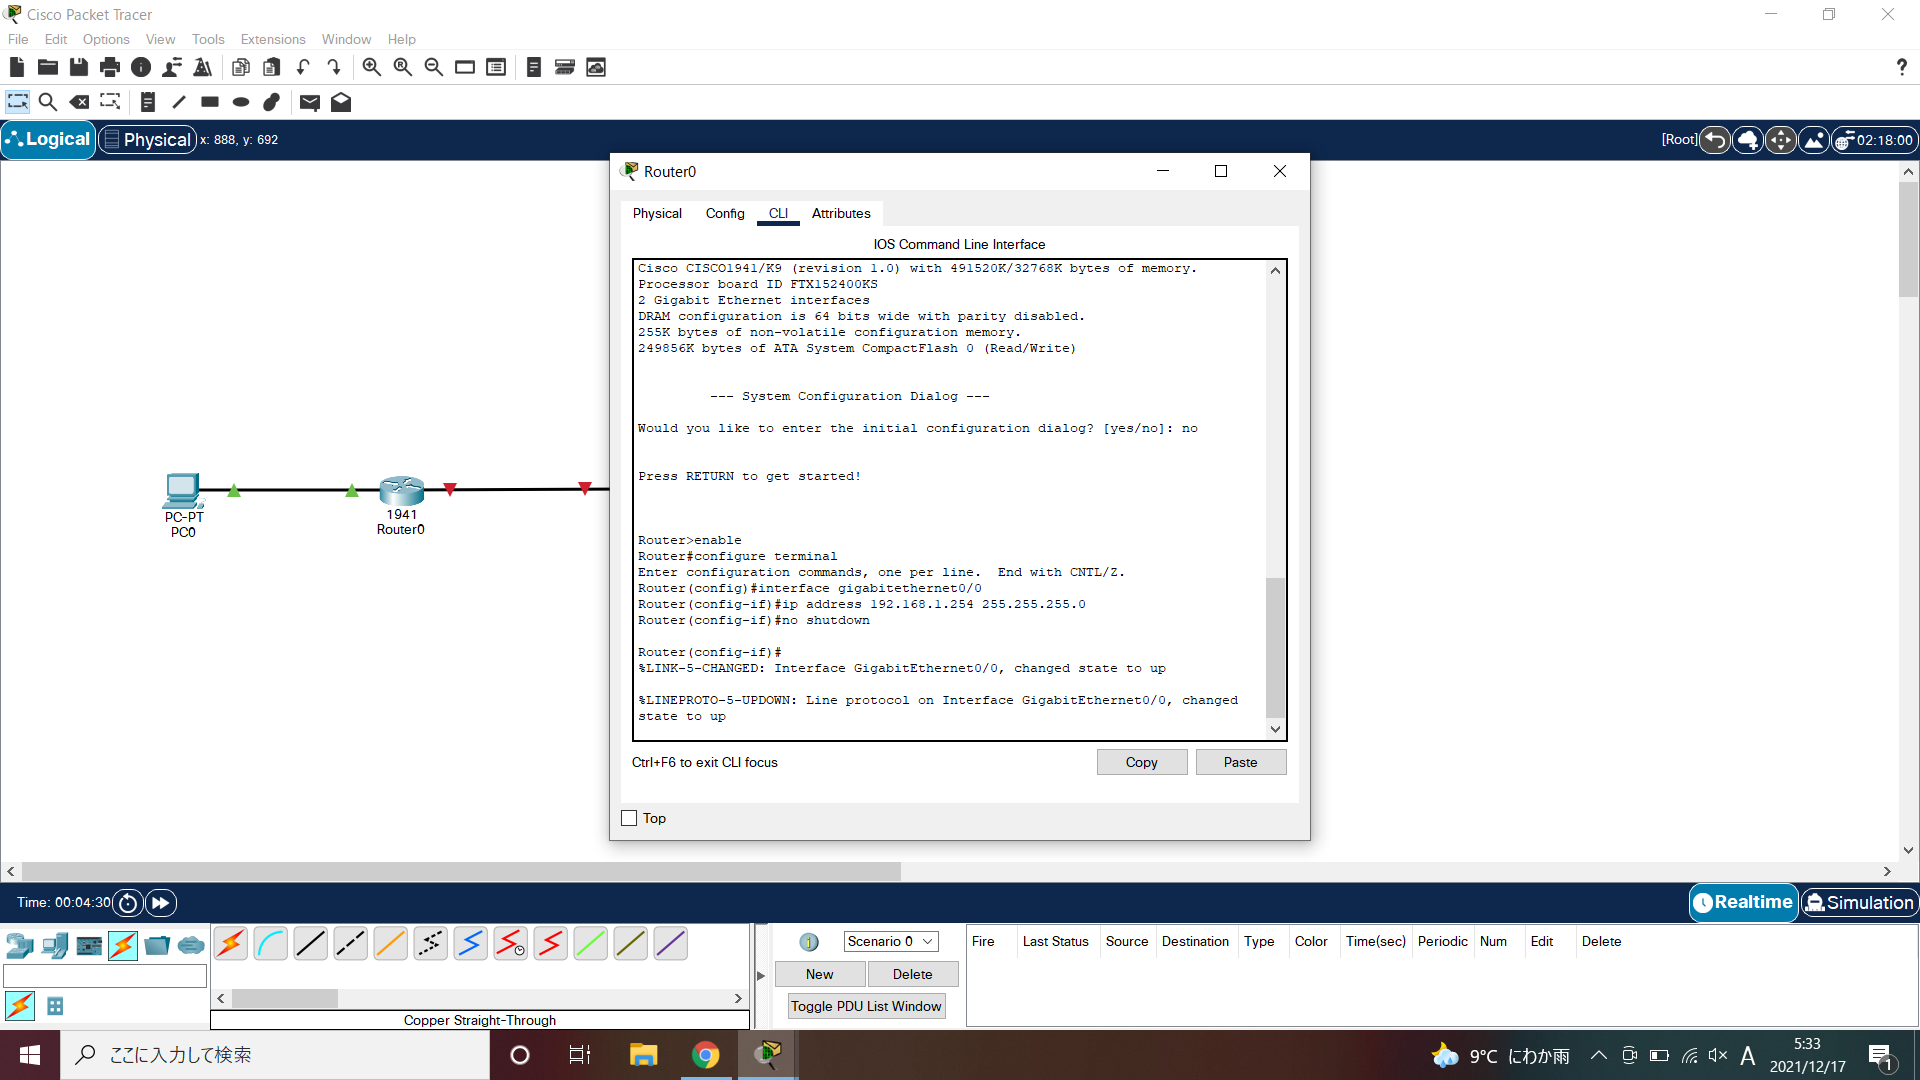 Cisco Packet Tracer
File Edit Options View Tools Extensions Window Help
Logical Physical x: 888, y: 692 [Root] 02:18:00
Router0
Physical Config CLI Attributes
IOS Command Line Interface
Cisco CISCO1941/K9 (revision 1.0) with 491520K/32768K bytes of memory.
Processor board ID FTX152400KS
2 Gigabit Ethernet interfaces
DRAM configuration is 64 bits wide with parity disabled.
255K bytes of non-volatile configuration memory.
249856K bytes of ATA System CompactFlash 0 (Read/Write)
--- System Configuration Dialog ---
Would you like to enter the initial configuration dialog? [yes/no]: no
Press RETURN to get started!
Router>enable
Router#configure terminal
Enter configuration commands, one per line.  End with CNTL/Z.
Router(config)#interface gigabitethernet0/0
Router(config-if)#ip address 192.168.1.254 255.255.255.0
Router(config-if)#no shutdown
Router(config-if)#
%LINK-5-CHANGED: Interface GigabitEthernet0/0, changed state to up
%LINEPROTO-5-UPDOWN: Line protocol on Interface GigabitEthernet0/0, changed
state to up
Ctrl+F6 to exit CLI focus
Copy Paste
Top
PC-PT
PC0
1941
Router0
Time: 00:04:30 Realtime Simulation
Scenario 0
New Delete
Toggle PDU List Window
Fire Last Status Source Destination Type Color Time(sec) Periodic Num Edit Delete
Copper Straight-Through
ここに入力して検索
9°C にわか雨
A
5:33
2021/12/17
1